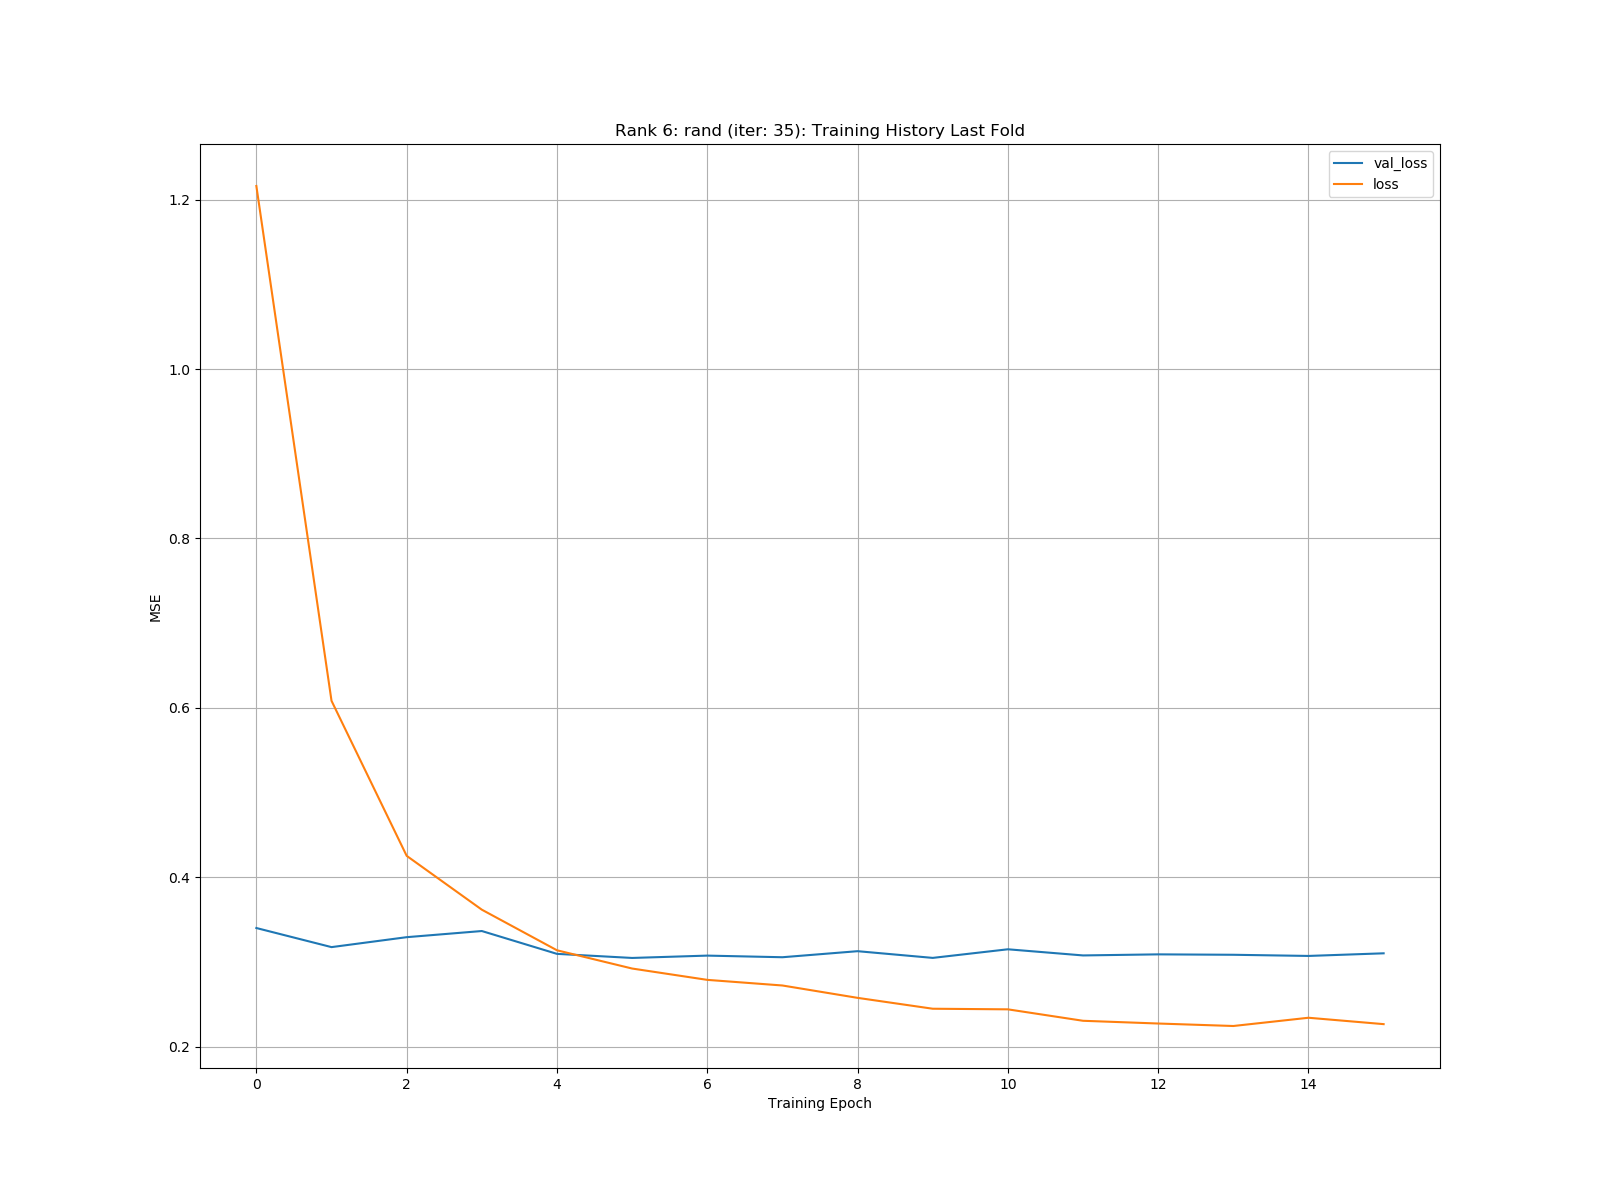 Rank 6: rand (iter: 35): Training History Last Fold
val_loss
loss
1.2
1.0
0.8
0.6
0.4
0.2
MSE
0 2 4 6 8 10 12 14
Training Epoch